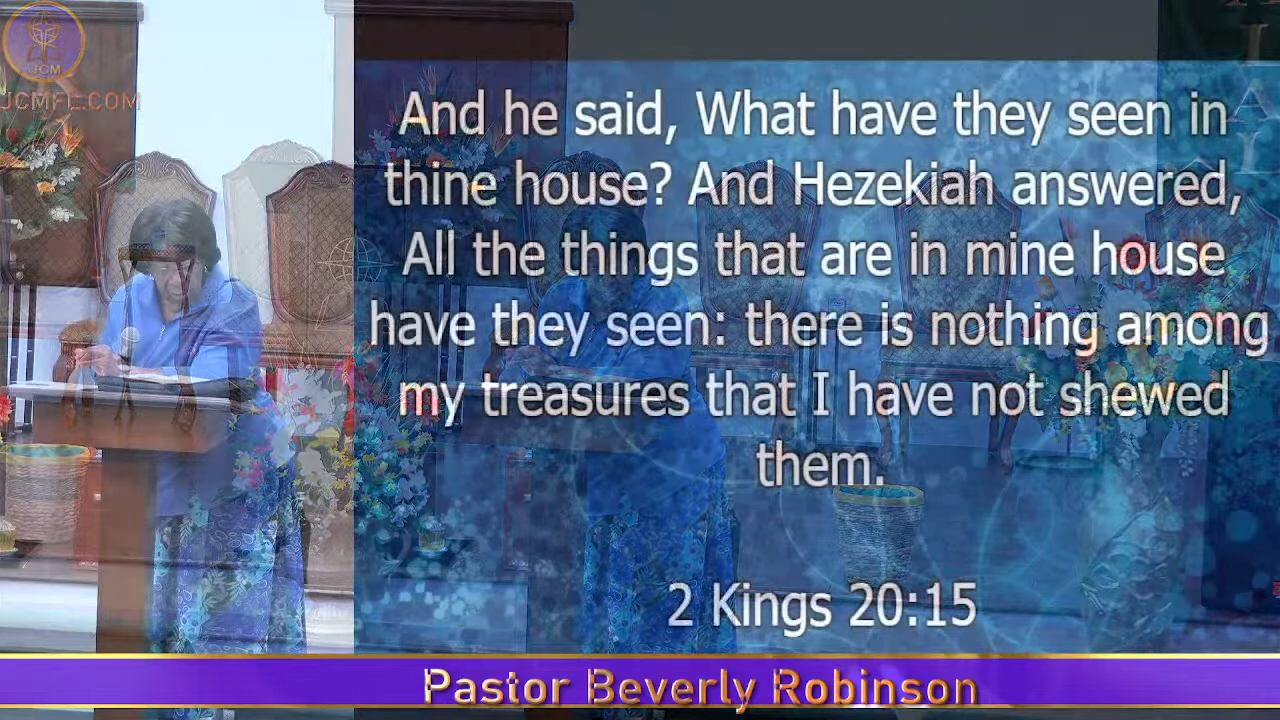 JCM
JCMFL.COM
And he said, What have they seen in
thine house? And Hezekiah answered,
All the things that are in mine house
have they seen: there is nothing among
my treasures that I have not shewed
them.
2 Kings 20:15
Pastor Beverly Robinson